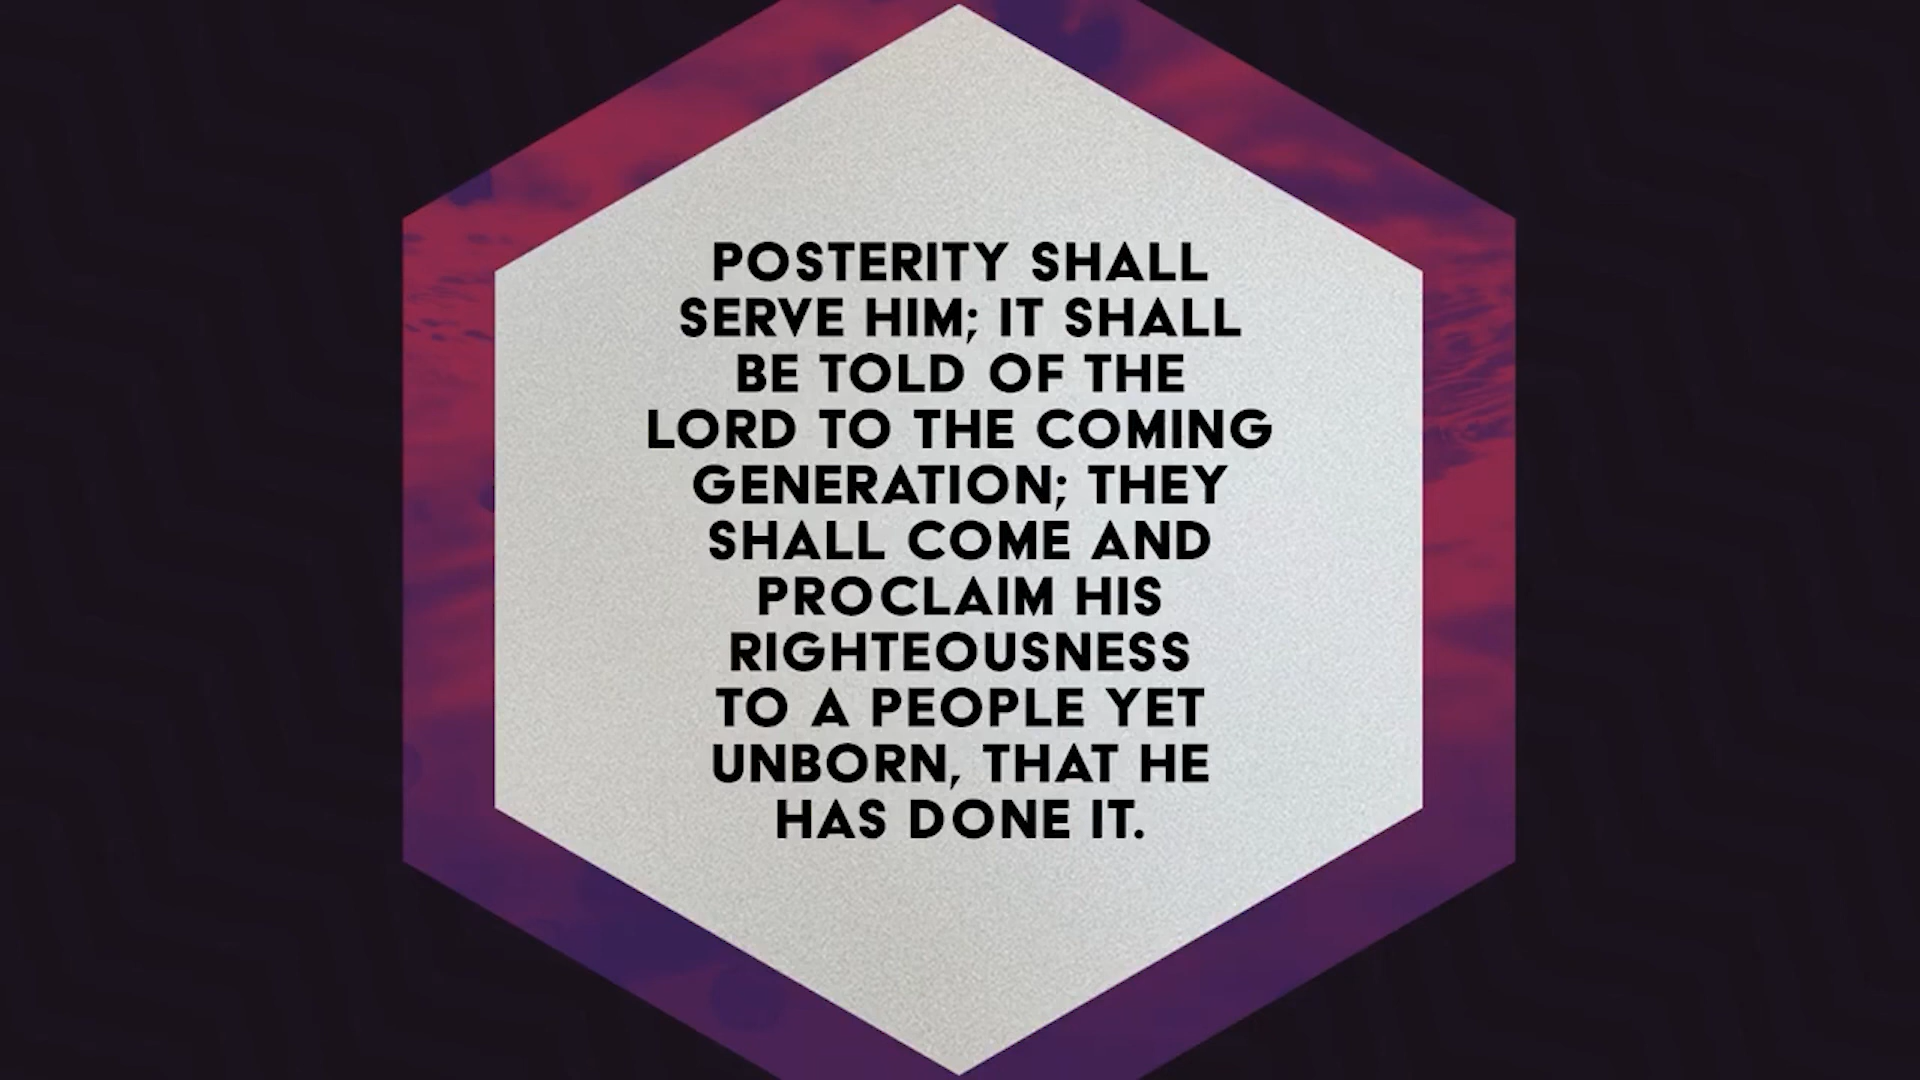 POSTERITY SHALL
SERVE HIM; IT SHALL
BE TOLD OF THE
LORD TO THE COMING
GENERATION; THEY
SHALL COME AND
PROCLAIM HIS
RIGHTEOUSNESS
TO A PEOPLE YET
UNBORN, THAT HE
HAS DONE IT.